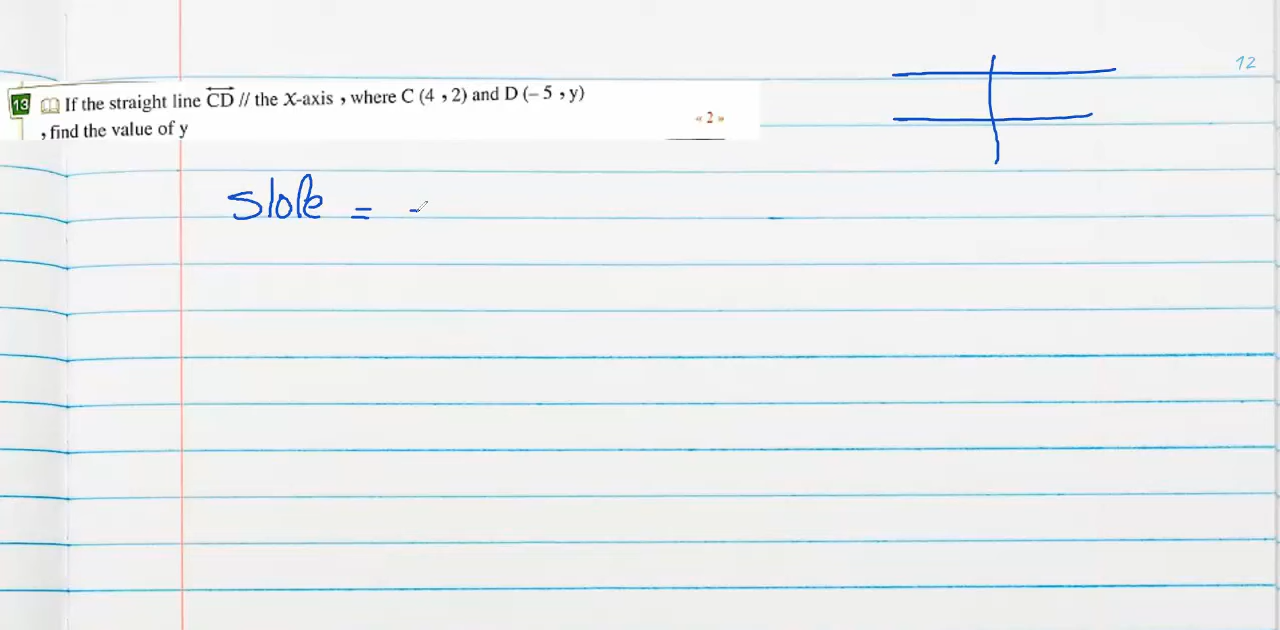 12
13 If the straight line CD // the X-axis , where C (4 , 2) and D (– 5 , y)
, find the value of y
« 2 »
Slope =